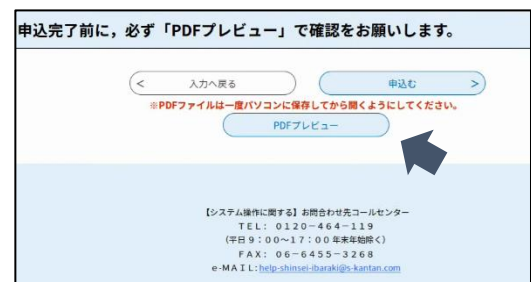 申込完了前に，必ず「PDFプレビュー」で確認をお願いします。
< 入力へ戻る
申込む >
※PDFファイルは一度パソコンに保存してから開くようにしてください。
PDFプレビュー
【システム操作に関する】お問合わせ先コールセンター
TEL: 0120-464-119
(平日 9：00～17：00 年末年始除く)
FAX: 06-6455-3268
e-MAIL:help-shinsei-ibaraki@s-kantan.com